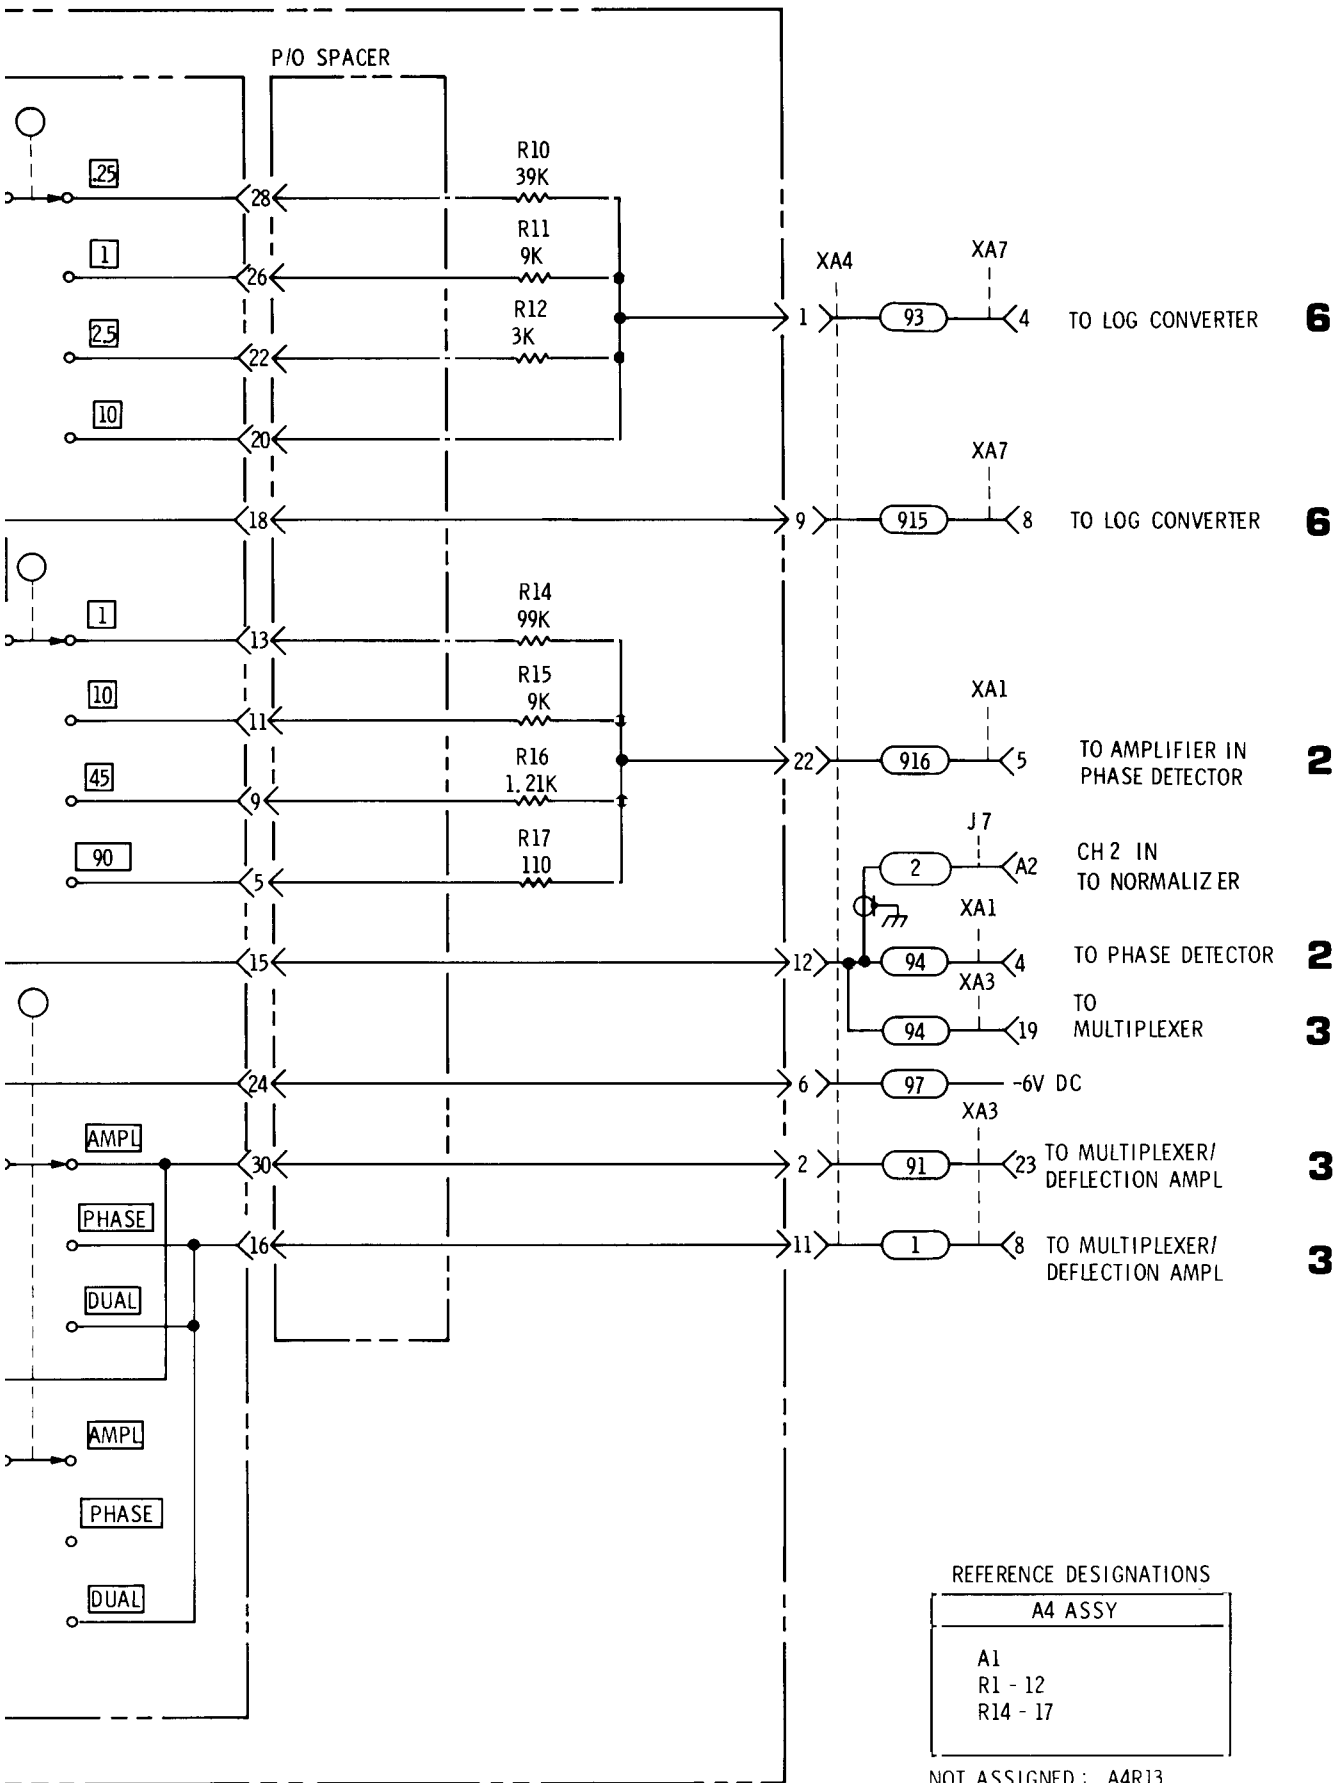 P/O SPACER
.25
28
R10
39K
1
26
R11
9K
2.5
22
R12
3K
10
20
XA4
XA7
1
93
4
TO LOG CONVERTER
6
18
9
XA7
915
8
TO LOG CONVERTER
6
1
13
R14
99K
10
11
R15
9K
45
9
R16
1.21K
90
5
R17
110
22
XA1
916
5
TO AMPLIFIER IN
PHASE DETECTOR
2
J7
2
A2
CH 2 IN
TO NORMALIZER
15
12
XA1
94
4
TO PHASE DETECTOR
2
XA3
94
19
TO
MULTIPLEXER
3
24
6
97
-6V DC
AMPL
30
2
XA3
91
23
TO MULTIPLEXER/
DEFLECTION AMPL
3
PHASE
16
11
1
8
TO MULTIPLEXER/
DEFLECTION AMPL
3
DUAL
AMPL
PHASE
DUAL
REFERENCE DESIGNATIONS
A4 ASSY
A1
R1 - 12
R14 - 17
NOT ASSIGNED: A4R13